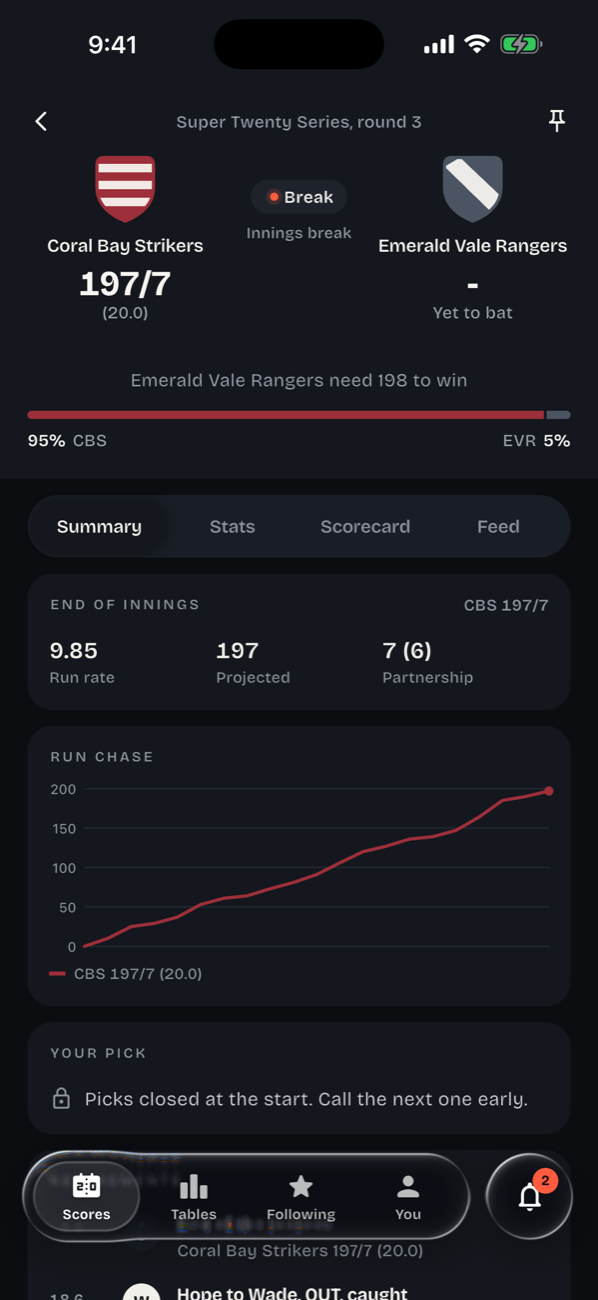 9:41
Super Twenty Series, round 3
Break
Innings break
Coral Bay Strikers
197/7
(20.0)
Emerald Vale Rangers
-
Yet to bat
Emerald Vale Rangers need 198 to win
95% CBS
EVR 5%
Summary
Stats
Scorecard
Feed
END OF INNINGS
CBS 197/7
9.85
Run rate
197
Projected
7 (6)
Partnership
RUN CHASE
200
150
100
50
0
CBS 197/7 (20.0)
YOUR PICK
Picks closed at the start. Call the next one early.
2:0
Scores
Tables
Following
You
2
Coral Bay Strikers 197/7 (20.0)
18.6
W
Hope to Wade, OUT, caught